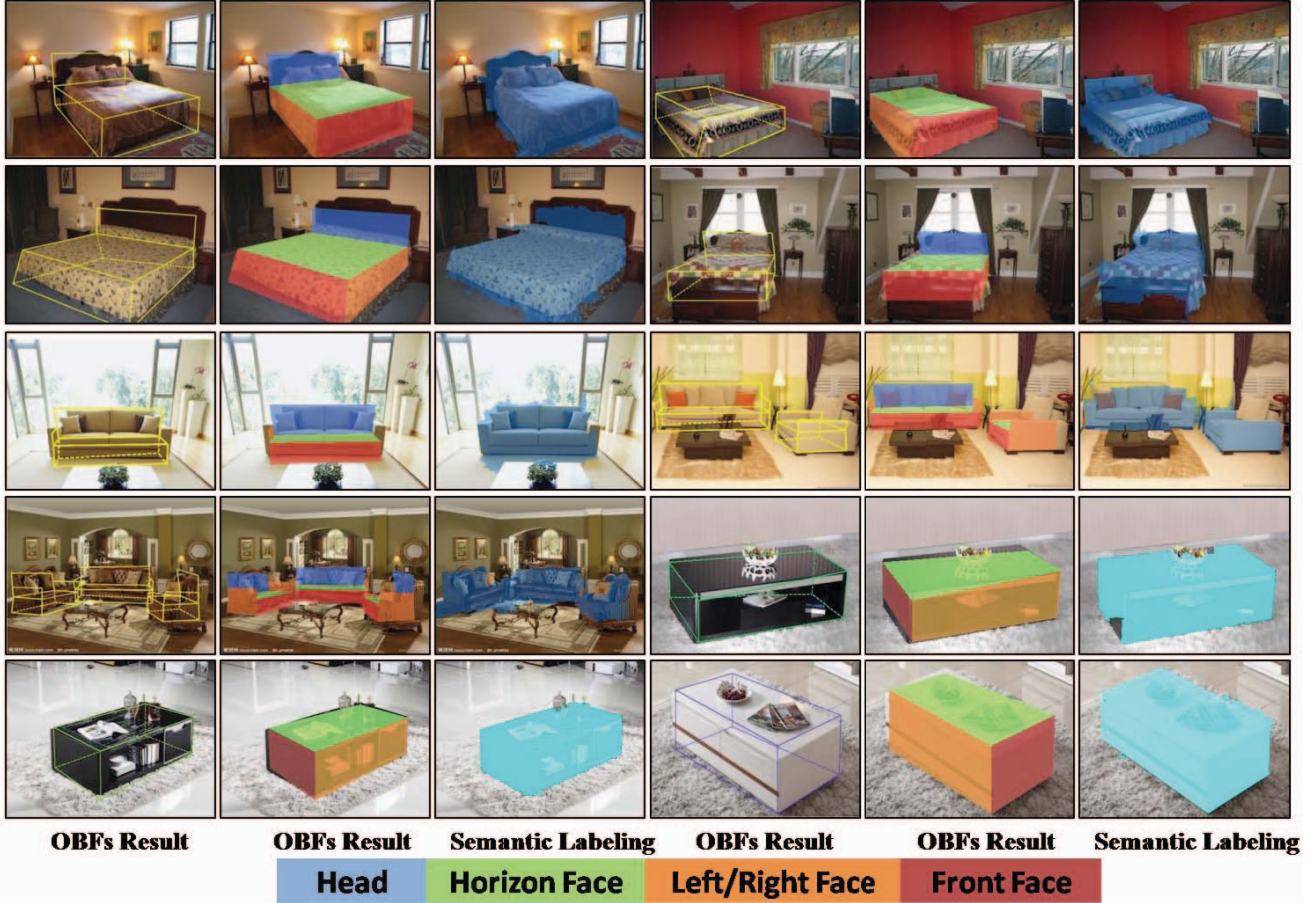 OBFs Result OBFs Result Semantic Labeling OBFs Result OBFs Result Semantic Labeling
Head Horizon Face Left/Right Face Front Face